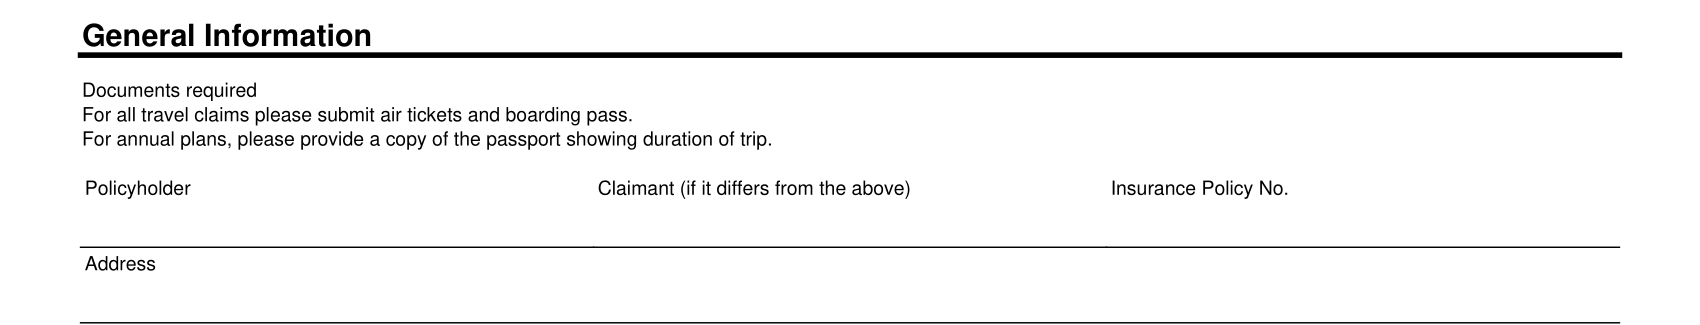 General Information
Documents required
For all travel claims please submit air tickets and boarding pass.
For annual plans, please provide a copy of the passport showing duration of trip.
Policyholder Claimant (if it differs from the above) Insurance Policy No.
Address